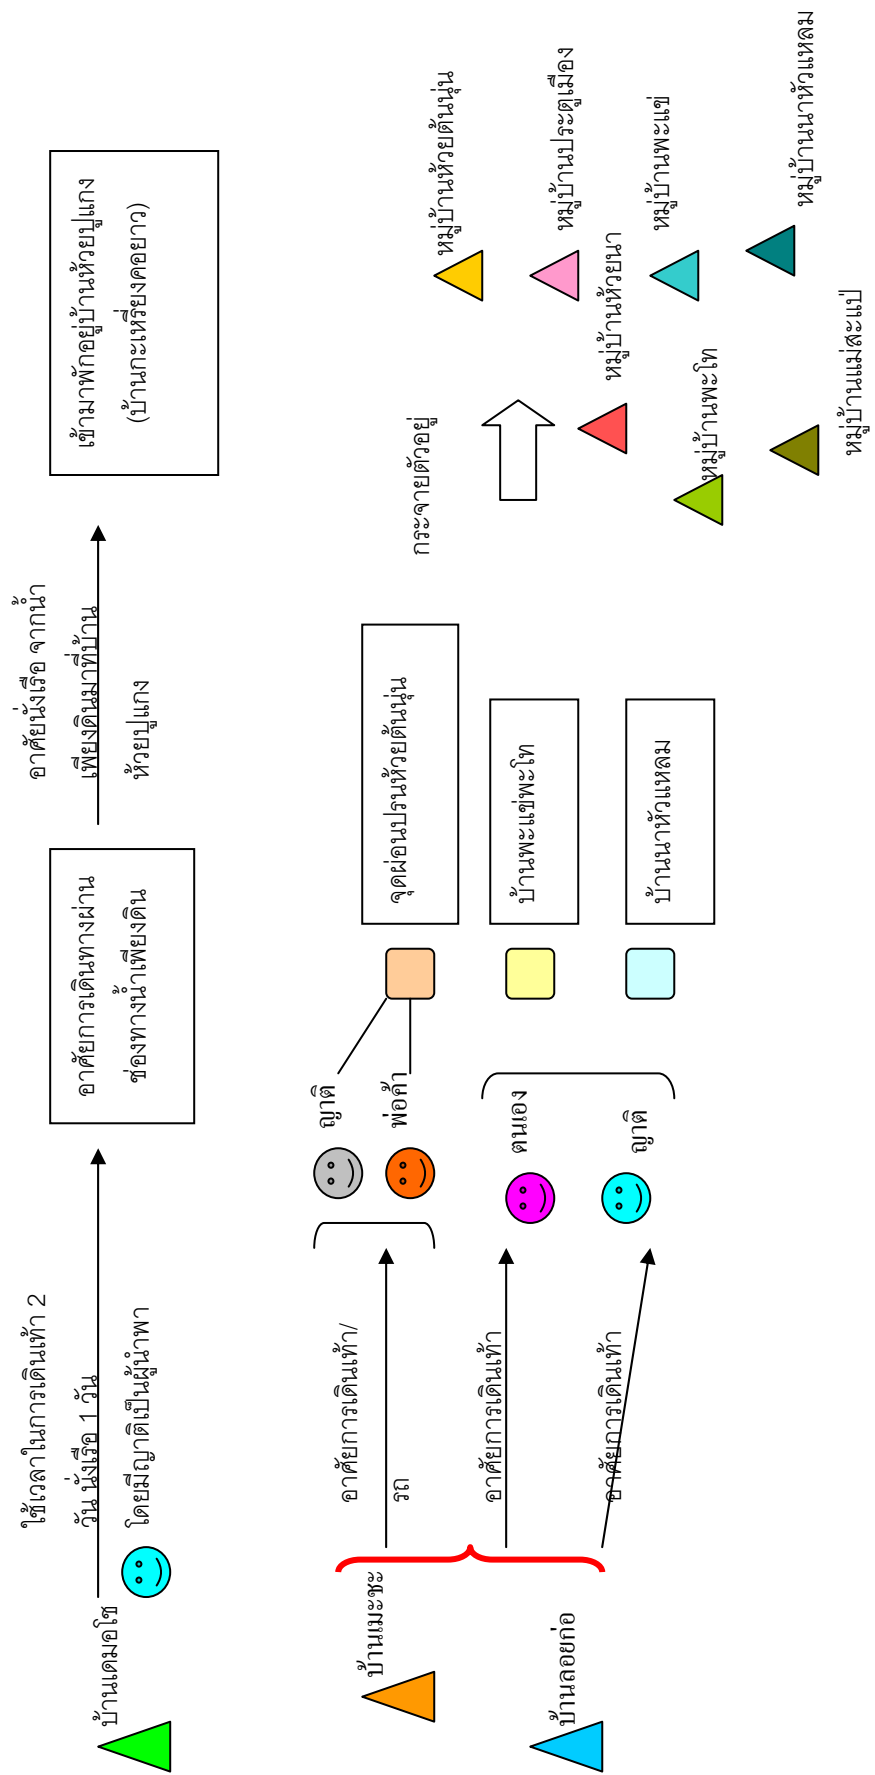 บ้านเดมอโซ
ใช้เวลาในการเดินเท้า 2
วัน นั่งเรือ 1 วัน
โดยมีญาติเป็นผู้นำพา
อาศัยการเดินทางผ่าน
ช่องทางน้ำเพียงดิน
อาศัยนั่งเรือ จากน้ำ
เพียงดินมาที่บ้าน
ห้วยปูแกง
เข้ามาพักอยู่บ้านห้วยปูแกง
(บ้านกะเหรี่ยงคอยาว)
บ้านเมะชะ
บ้านลอยก่อ
อาศัยการเดินเท้า/
รถ
อาศัยการเดินเท้า
อาศัยการเดินเท้า
ญาติ
พ่อค้า
ตนเอง
ญาติ
จุดผ่อนปรนห้วยต้นนุ่น
บ้านพะแข่พะโท
บ้านนาหัวแหลม
กระจายตัวอยู่
หมู่บ้านห้วยต้นนุ่น
หมู่บ้านประตูเมือง
หมู่บ้านห้วยนา
หมู่บ้านพะแข่
หมู่บ้านพะโท
หมู่บ้านนาหัวแหลม
หมู่บ้านแม่สะแป่